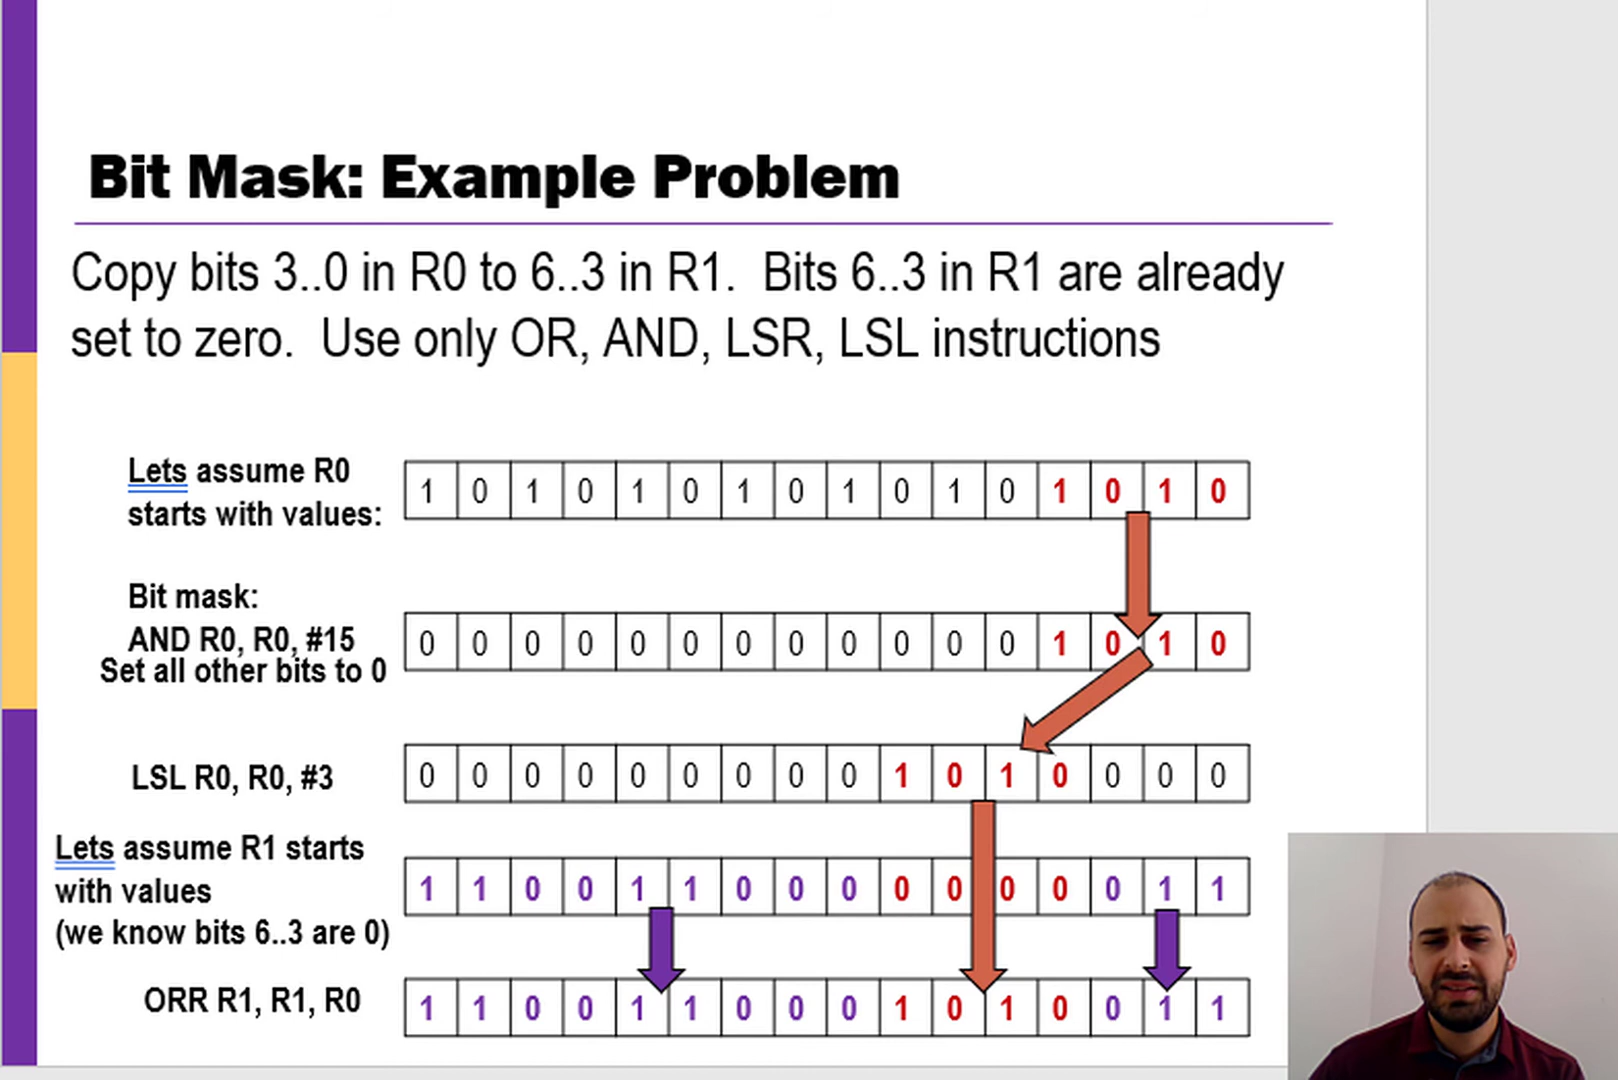 Bit Mask: Example Problem
Copy bits 3..0 in R0 to 6..3 in R1. Bits 6..3 in R1 are already
set to zero. Use only OR, AND, LSR, LSL instructions
Lets assume R0
starts with values:
1 0 1 0 1 0 1 0 1 0 1 0 1 0 1 0
Bit mask:
AND R0, R0, #15
Set all other bits to 0
0 0 0 0 0 0 0 0 0 0 0 0 1 0 1 0
LSL R0, R0, #3
0 0 0 0 0 0 0 0 0 1 0 1 0 0 0 0
Lets assume R1 starts
with values
(we know bits 6..3 are 0)
1 1 0 0 1 1 0 0 0 0 0 0 0 0 1 1
ORR R1, R1, R0
1 1 0 0 1 1 0 0 0 1 0 1 0 0 1 1